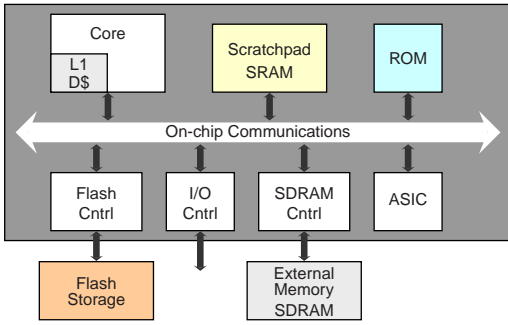 Core
L1
D$
Scratchpad
SRAM
ROM
On-chip Communications
Flash
Cntrl
I/O
Cntrl
SDRAM
Cntrl
ASIC
Flash
Storage
External
Memory
SDRAM